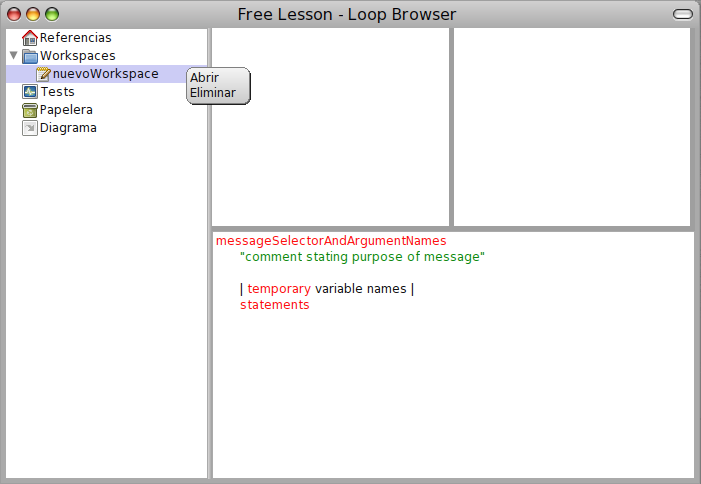 Free Lesson - Loop Browser
Referencias
Workspaces
nuevoWorkspace
Tests
Papelera
Diagrama
Abrir
Eliminar
messageSelectorAndArgumentNames
"comment stating purpose of message"
| temporary variable names |
statements